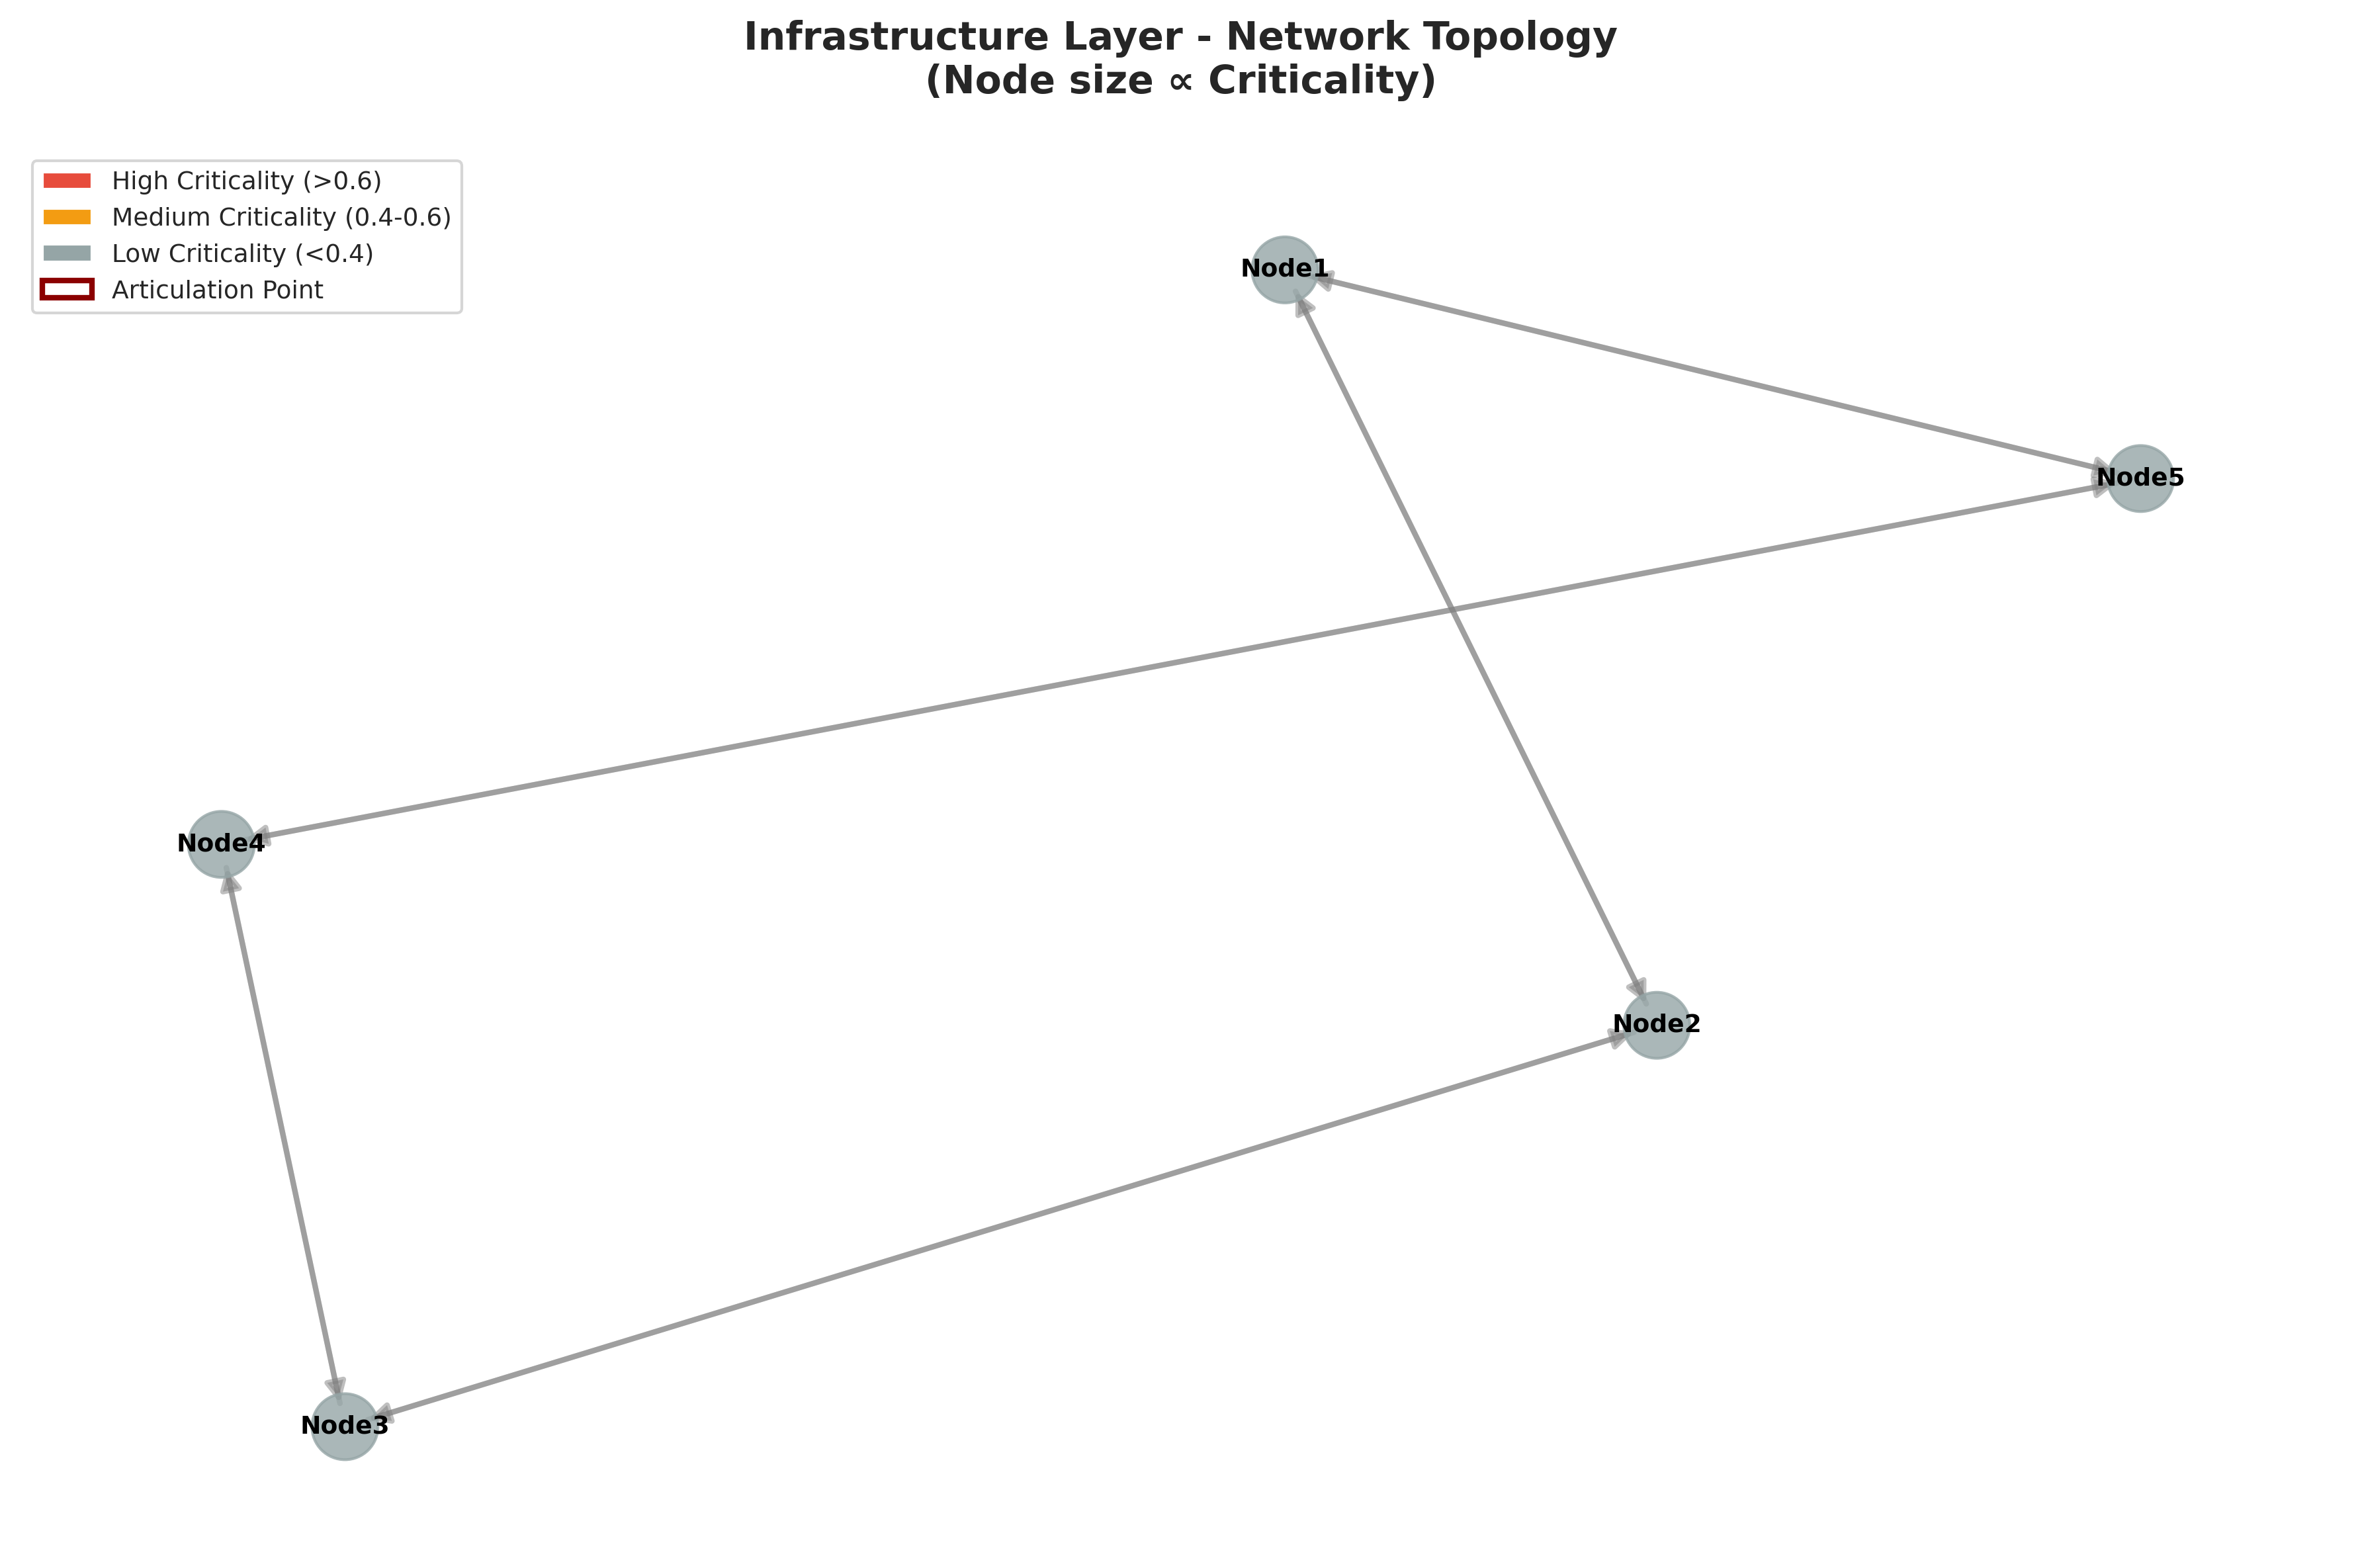 Infrastructure Layer - Network Topology
(Node size ∝ Criticality)
High Criticality (>0.6)
Medium Criticality (0.4-0.6)
Low Criticality (<0.4)
Articulation Point
Node1
Node5
Node4
Node2
Node3